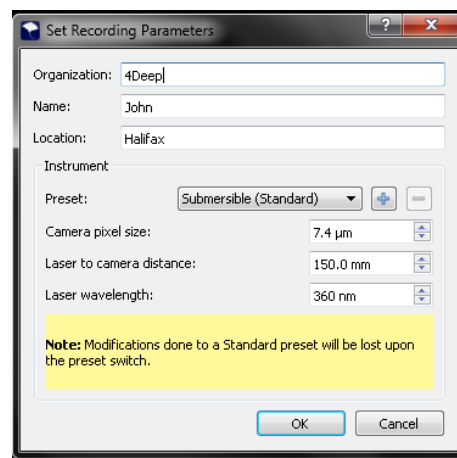 Set Recording Parameters
Organization: 4Deep
Name: John
Location: Halifax
Instrument
Preset: Submersible (Standard)
Camera pixel size: 7.4 µm
Laser to camera distance: 150.0 mm
Laser wavelength: 360 nm
Note: Modifications done to a Standard preset will be lost upon
the preset switch.
OK Cancel